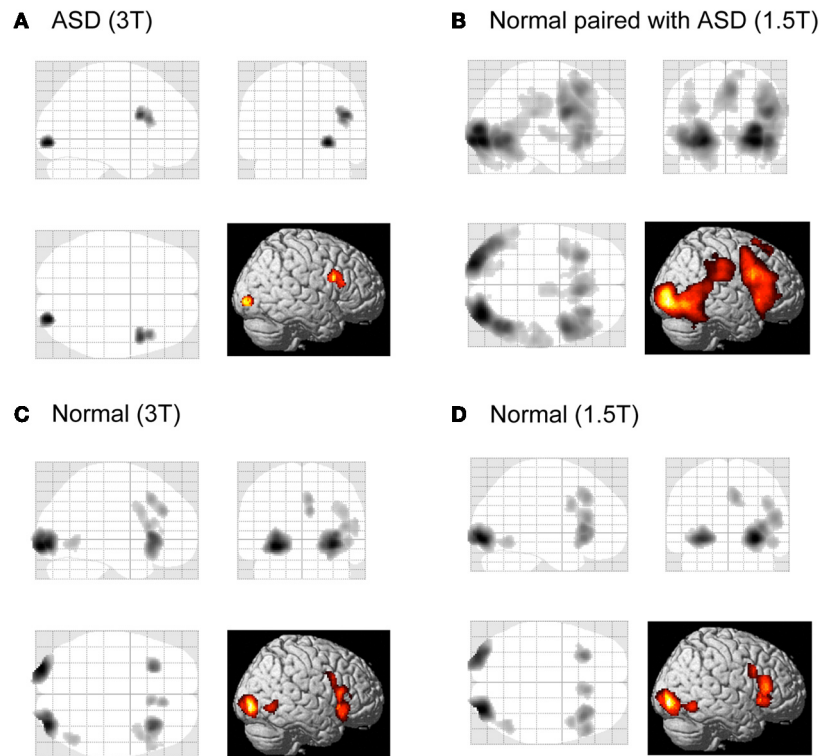 A ASD (3T)
B Normal paired with ASD (1.5T)
C Normal (3T)
D Normal (1.5T)